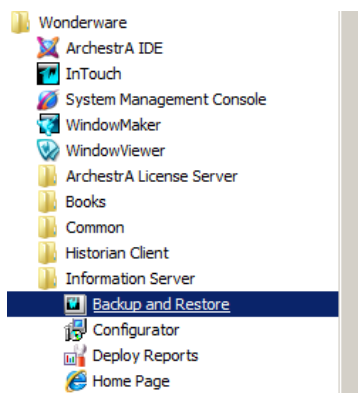 Wonderware
ArchestrA IDE
InTouch
System Management Console
WindowMaker
WindowViewer
ArchestrA License Server
Books
Common
Historian Client
Information Server
Backup and Restore
Configurator
Deploy Reports
Home Page